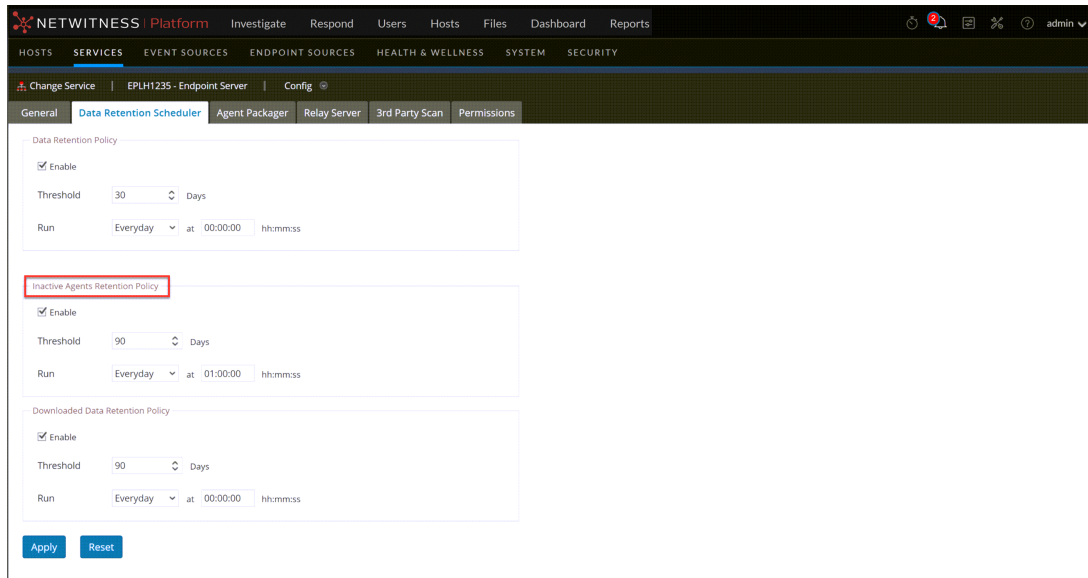 NETWITNESS Platform Investigate Respond Users Hosts Files Dashboard Reports 2 admin
HOSTS SERVICES EVENT SOURCES ENDPOINT SOURCES HEALTH & WELLNESS SYSTEM SECURITY
Change Service | EPLH1235 - Endpoint Server | Config
General Data Retention Scheduler Agent Packager Relay Server 3rd Party Scan Permissions
Data Retention Policy
Enable
Threshold 30 Days
Run Everyday at 00:00:00 hh:mm:ss
Inactive Agents Retention Policy
Enable
Threshold 90 Days
Run Everyday at 01:00:00 hh:mm:ss
Downloaded Data Retention Policy
Enable
Threshold 90 Days
Run Everyday at 00:00:00 hh:mm:ss
Apply Reset